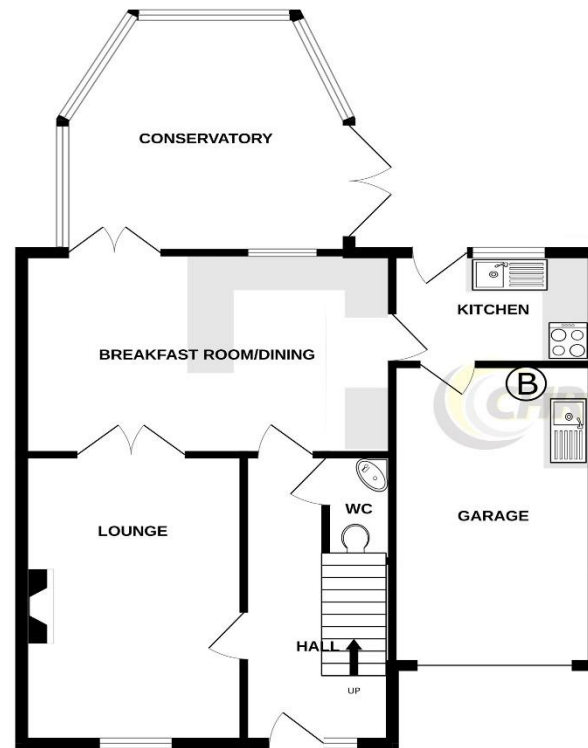 CONSERVATORY
KITCHEN
BREAKFAST ROOM/DINING
B
LOUNGE
WC
GARAGE
HALL
UP